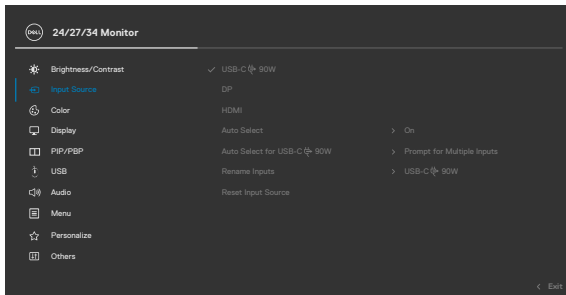 DELL 24/27/34 Monitor
Brightness/Contrast USB-C 90W
Input Source DP
Color HDMI
Display Auto Select On
PIP/PBP Auto Select for USB-C 90W Prompt for Multiple Inputs
USB Rename Inputs USB-C 90W
Audio Reset Input Source
Menu
Personalize
Others
Exit